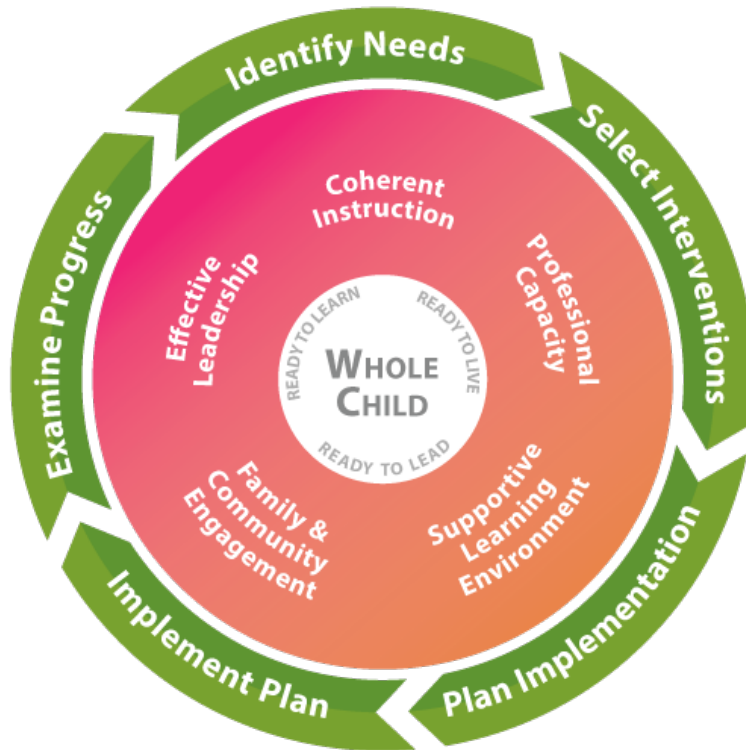 Identify Needs
Select Interventions
Plan Implementation
Implement Plan
Examine Progress
Coherent
Instruction
Professional
Capacity
Supportive
Learning
Environment
Family &
Community
Engagement
Effective
Leadership
READY TO LEARN
READY TO LIVE
READY TO LEAD
WHOLE
CHILD